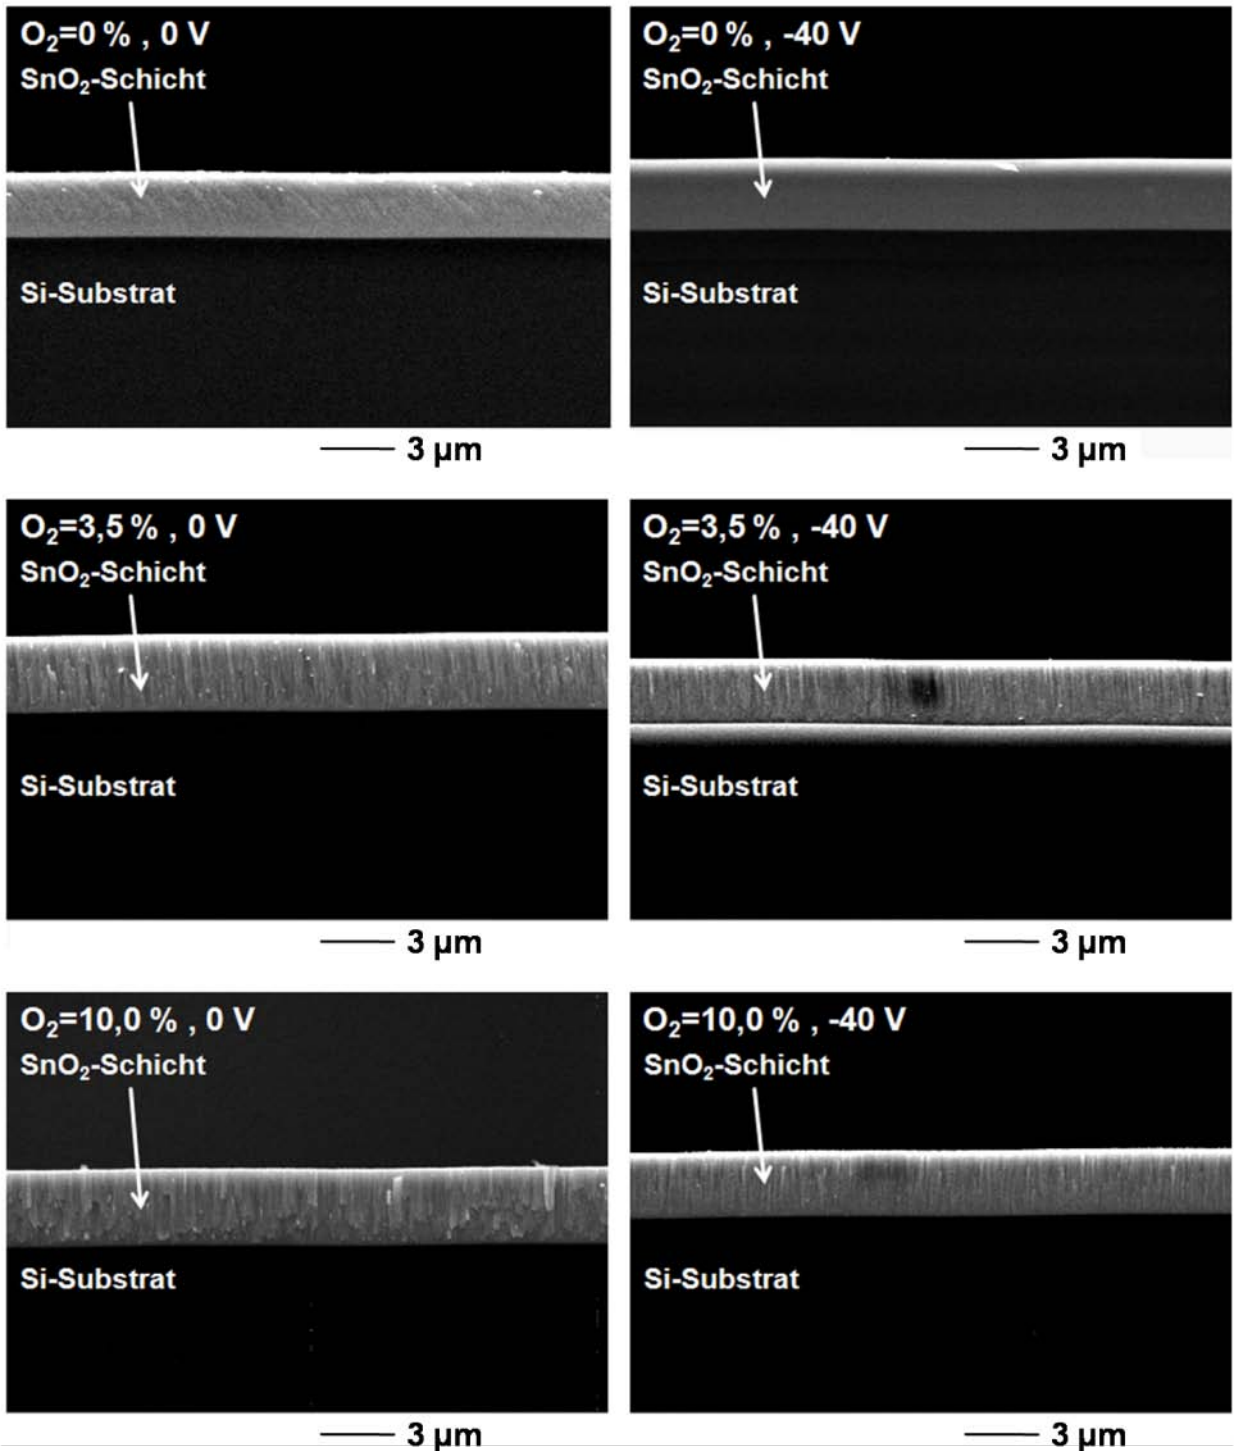 O₂=0 % , 0 V
SnO₂-Schicht
Si-Substrat
3 µm
O₂=0 % , -40 V
SnO₂-Schicht
Si-Substrat
3 µm
O₂=3,5 % , 0 V
SnO₂-Schicht
Si-Substrat
3 µm
O₂=3,5 % , -40 V
SnO₂-Schicht
Si-Substrat
3 µm
O₂=10,0 % , 0 V
SnO₂-Schicht
Si-Substrat
3 µm
O₂=10,0 % , -40 V
SnO₂-Schicht
Si-Substrat
3 µm